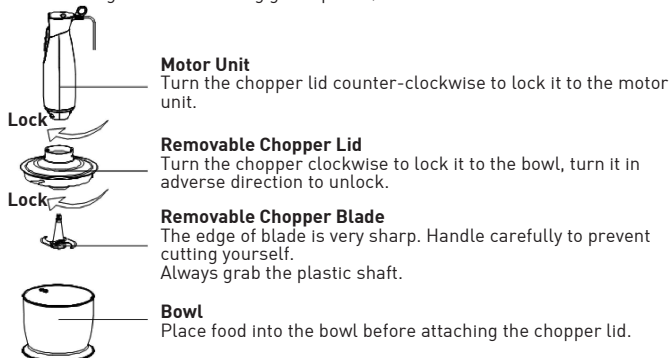 Motor Unit
Turn the chopper lid counter-clockwise to lock it to the motor
unit.
Lock
Removable Chopper Lid
Turn the chopper clockwise to lock it to the bowl, turn it in
adverse direction to unlock.
Lock
Removable Chopper Blade
The edge of blade is very sharp. Handle carefully to prevent
cutting yourself.
Always grab the plastic shaft.
Bowl
Place food into the bowl before attaching the chopper lid.